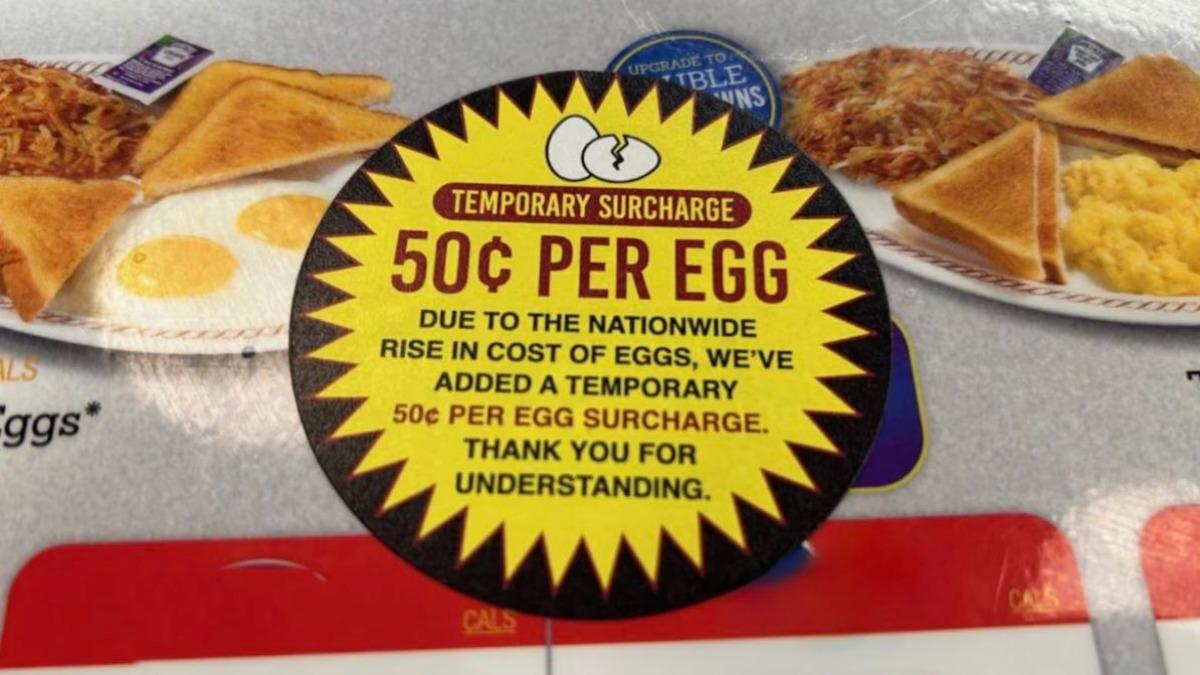 UPGRADE TO:
TEMPORARY SURCHARGE
50¢ PER EGG
DUE TO THE NATIONWIDE
RISE IN COST OF EGGS, WE'VE
ADDED A TEMPORARY
50¢ PER EGG SURCHARGE.
THANK YOU FOR
UNDERSTANDING.
ALS
Eggs*
CALS
CALS